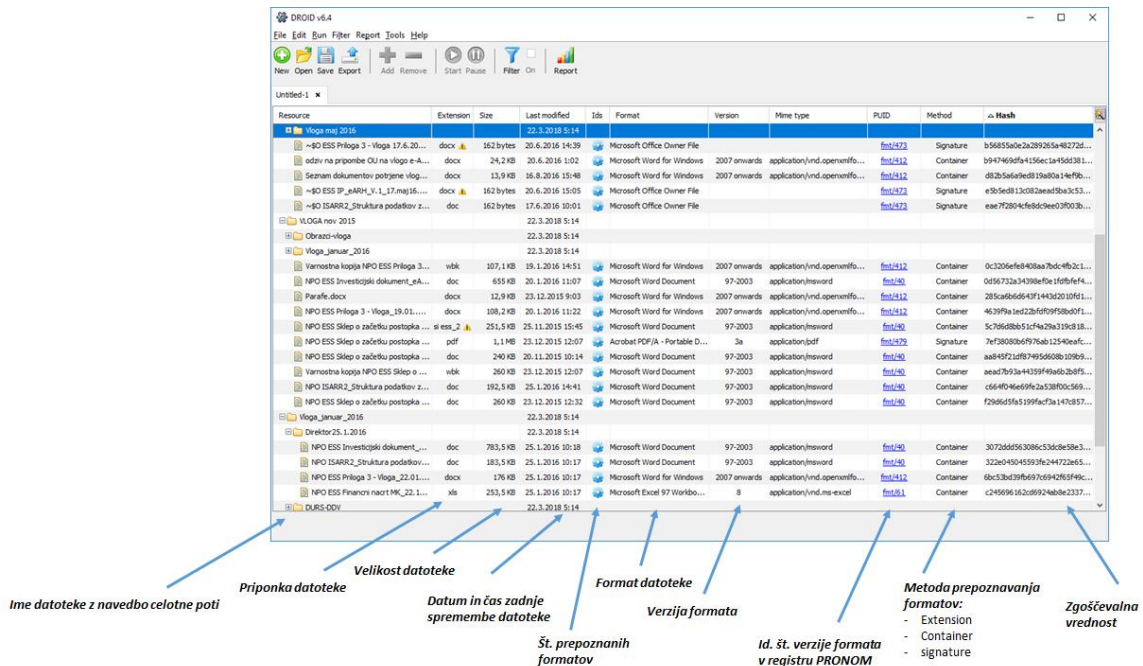 DROID v6.4
File Edit Run Filter Report Tools Help
New Open Save Export Add Remove Start Pause Filter On Report
Untitled-1
Resource Extension Size Last modified Ids Format Version Mime type PUID Method Hash
Vloga maj 2016 22.3.2018 5:14
~$O ESS Priloga 3 - Vloga 17.6.20... docx 162 bytes 20.6.2016 14:39 Microsoft Office Owner File fmt/473 Signature b56855a0e2a289265a48272d...
odziv na pripombe OU na vlogo e-A... docx 24,2 KB 20.6.2016 1:02 Microsoft Word for Windows 2007 onwards application/vnd.openxmlfo... fmt/412 Container b947469dfa4156ec1a45dd381...
Seznam dokumentov potrjene vlog... docx 13,9 KB 16.8.2016 15:48 Microsoft Word for Windows 2007 onwards application/vnd.openxmlfo... fmt/412 Container d82b5a6a9ed819a80a14ef9b...
~$O ESS IP_eARH_V.1_17.maj16.... docx 162 bytes 20.6.2016 15:05 Microsoft Office Owner File fmt/473 Signature e5b5ed813c082aead5ba3c53...
~$O ISARR2_Struktura podatkov z... doc 162 bytes 17.6.2016 10:01 Microsoft Office Owner File fmt/473 Signature eae7f2804cfe8dc9ee03f003b...
VLOGA nov 2015 22.3.2018 5:14
Obrazci-vloga 22.3.2018 5:14
Vloga_januar_2016 22.3.2018 5:14
Varnostna kopija NPO ESS Priloga 3... wbk 107,1 KB 19.1.2016 14:51 Microsoft Word for Windows 2007 onwards application/vnd.openxmlfo... fmt/412 Container 0c3206efe8408aa7bdc4fb2c1...
NPO ESS Investicijski dokument_eA... doc 655 KB 20.1.2016 11:07 Microsoft Word Document 97-2003 application/msword fmt/40 Container 0d56732a34398ef0e1fdfbfef4...
Parafe.docx docx 12,9 KB 23.12.2015 9:03 Microsoft Word for Windows 2007 onwards application/vnd.openxmlfo... fmt/412 Container 285ca6b6d643f1443d2010fd1...
NPO ESS Priloga 3 - Vloga_19.01.... docx 108,2 KB 20.1.2016 11:22 Microsoft Word for Windows 2007 onwards application/vnd.openxmlfo... fmt/412 Container 4639f9a1ed22bfdf09f58bd0f1...
NPO ESS Sklep o začetku postopka ... si ess_2 251,5 KB 25.11.2015 15:45 Microsoft Word Document 97-2003 application/msword fmt/40 Container 5c7d6d8bb51cf4a29a319c818...
NPO ESS Sklep o začetku postopka ... pdf 1,1 MB 23.12.2015 12:07 Acrobat PDF/A - Portable D... 3a application/pdf fmt/479 Signature 7ef38080b6f976ab12540eafc...
NPO ESS Sklep o začetku postopka ... doc 240 KB 20.11.2015 10:14 Microsoft Word Document 97-2003 application/msword fmt/40 Container aa845f21df87495d608b109b9...
Varnostna kopija NPO ESS Sklep o ... wbk 260 KB 23.12.2015 12:07 Microsoft Word Document 97-2003 application/msword fmt/40 Container aead7b93a44359f49a6b2b8f5...
NPO ISARR2_Struktura podatkov z... doc 192,5 KB 25.1.2016 14:41 Microsoft Word Document 97-2003 application/msword fmt/40 Container c664f046e69fe2a538f00c569...
NPO ESS Sklep o začetku postopka ... doc 260 KB 23.12.2015 12:32 Microsoft Word Document 97-2003 application/msword fmt/40 Container f29d6d5fa5199facf3a147c857...
Vloga_januar_2016 22.3.2018 5:14
Direktor25.1.2016 22.3.2018 5:14
NPO ESS Investicijski dokument_... doc 783,5 KB 25.1.2016 10:18 Microsoft Word Document 97-2003 application/msword fmt/40 Container 3072ddd563086c53dc8e58e3...
NPO ISARR2_Struktura podatkov... doc 183,5 KB 25.1.2016 10:17 Microsoft Word Document 97-2003 application/msword fmt/40 Container 322e045045593fe244722e65...
NPO ESS Priloga 3 - Vloga_22.01.... docx 176 KB 25.1.2016 10:17 Microsoft Word for Windows 2007 onwards application/vnd.openxmlfo... fmt/412 Container 6bc53bd39fb697c6942f65f49c...
NPO ESS Financni nacrt MK_22.1... xls 253,5 KB 25.1.2016 10:17 Microsoft Excel 97 Workbo... 8 application/vnd.ms-excel fmt/61 Container c245696162cd6924ab8e2337...
DURS-DDV 22.3.2018 5:14
Ime datoteke z navedbo celotne poti
Priponka datoteke
Velikost datoteke
Datum in čas zadnje
spremembe datoteke
Št. prepoznanih
formatov
Format datoteke
Verzija formata
Id. št. verzije formata
v registru PRONOM
Metoda prepoznavanja
formatov:
- Extension
- Container
- signature
Zgoščevalna
vrednost